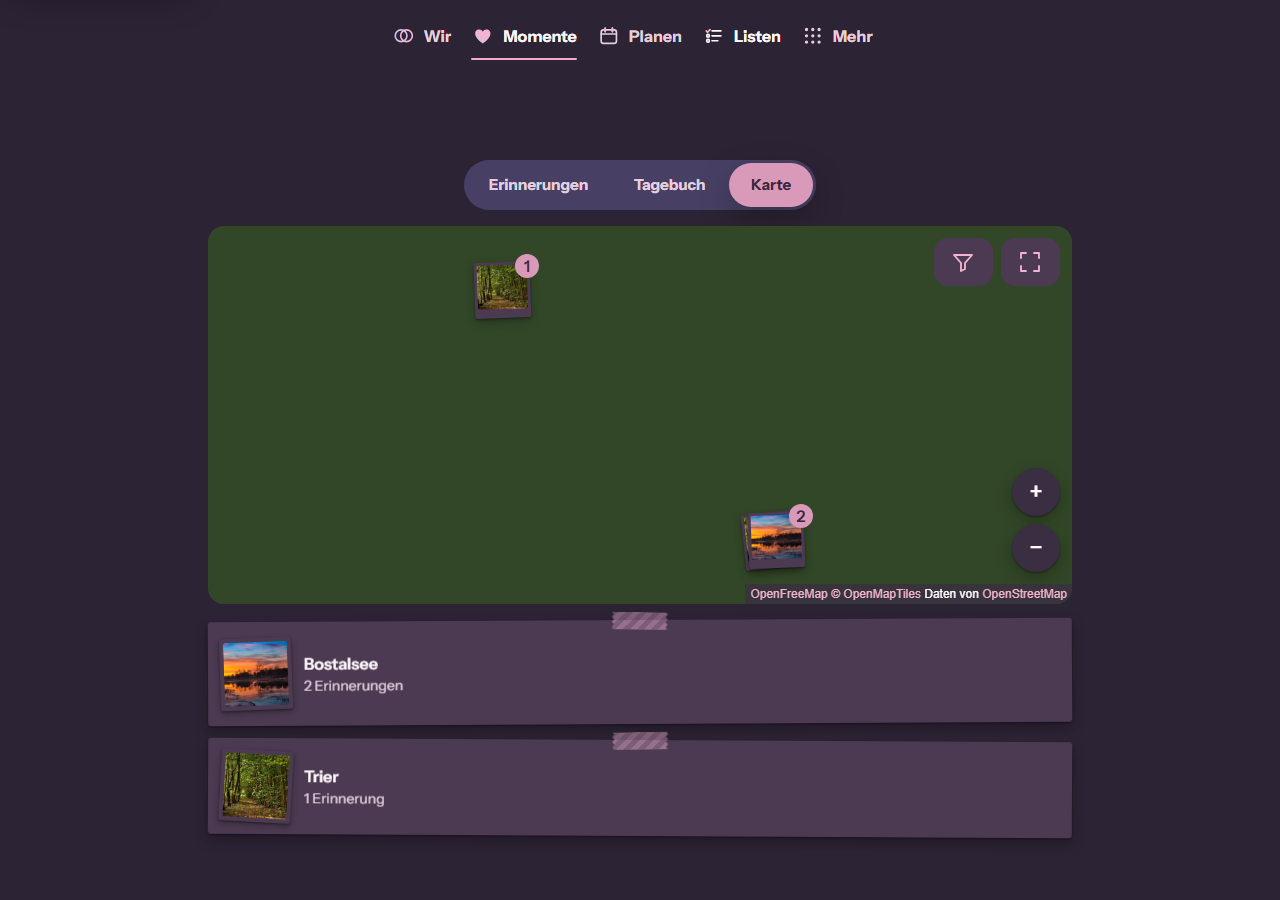 Wir Momente Planen Listen Mehr
Erinnerungen Tagebuch Karte
1
2
+
−
OpenFreeMap © OpenMapTiles Daten von OpenStreetMap
Bostalsee
2 Erinnerungen
Trier
1 Erinnerung